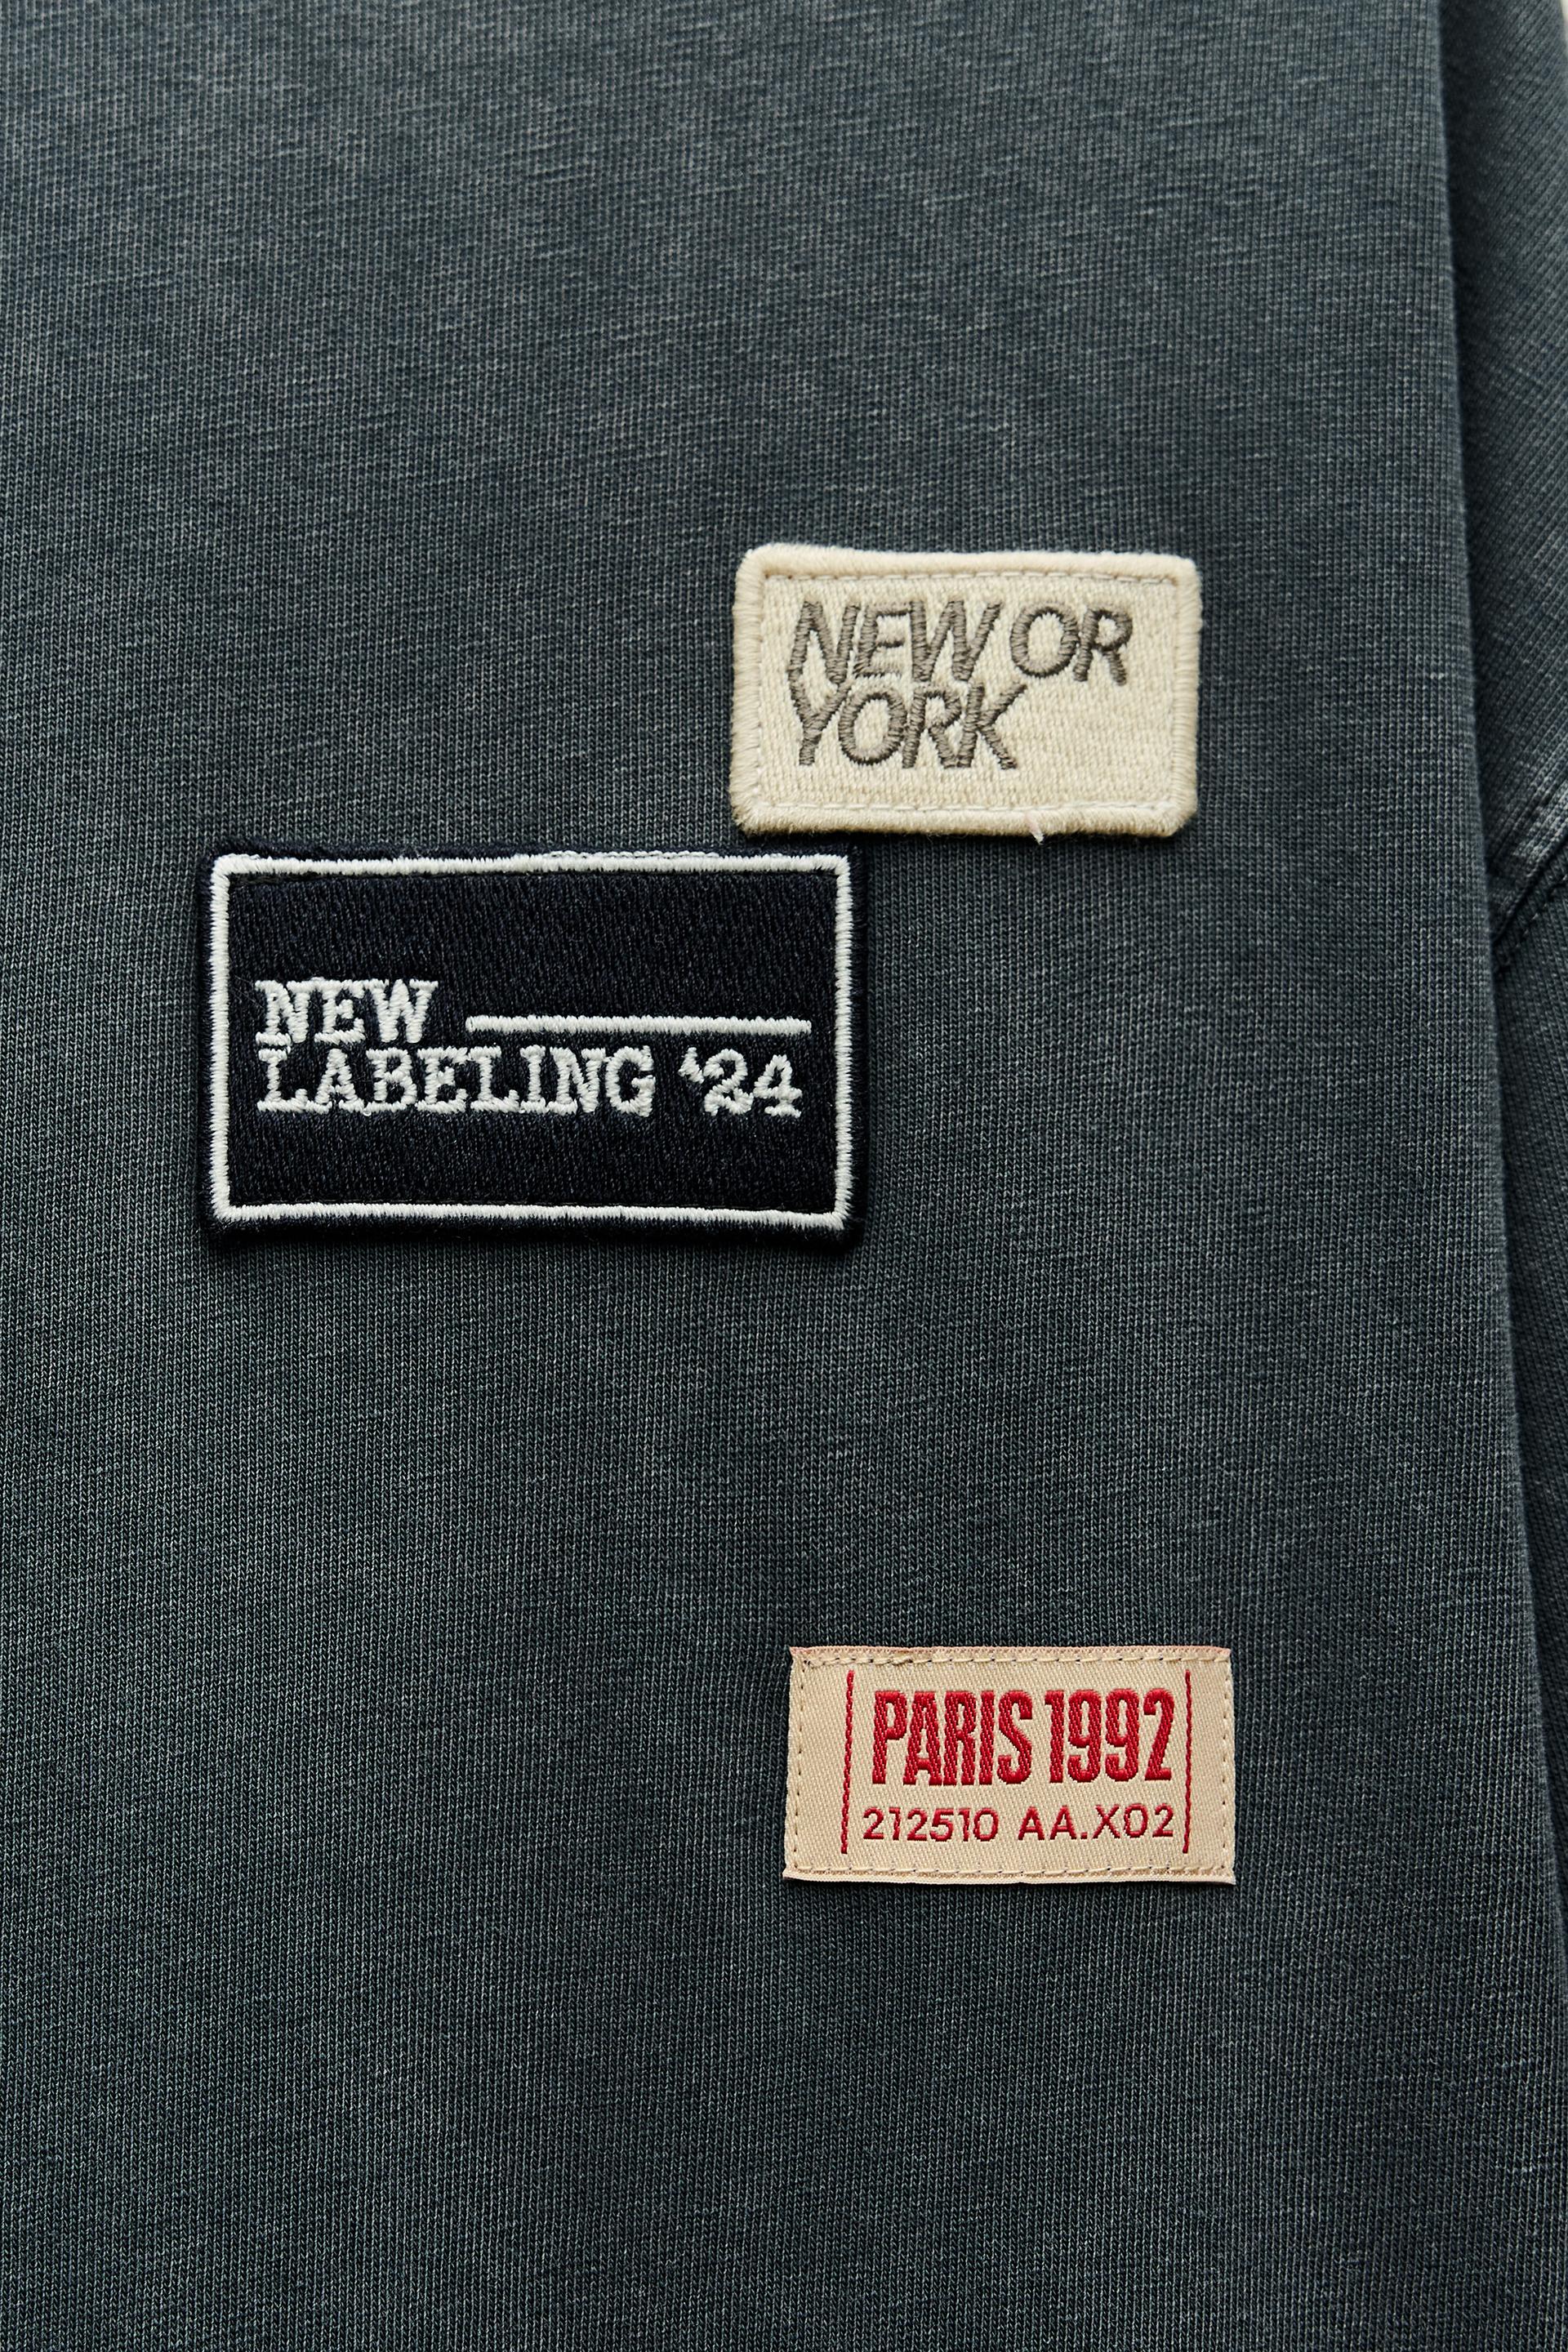 NEW OR
YORK
NEW
LABELING '24
PARIS 1992
212510 AA.X02